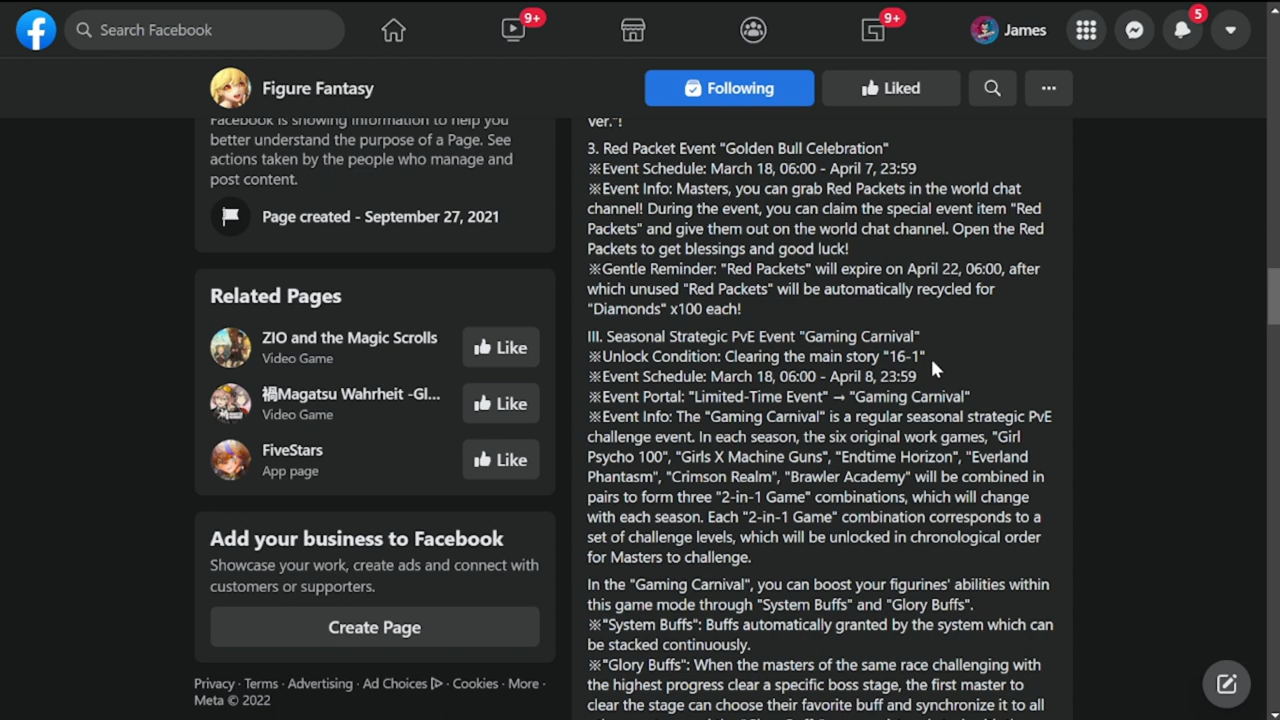 Search Facebook
9+
9+
James
5
Figure Fantasy
Following
Liked
Facebook is showing information to help you
better understand the purpose of a Page. See
actions taken by the people who manage and
post content.
Page created - September 27, 2021
Related Pages
ZIO and the Magic Scrolls
Video Game
Like
禍Magatsu Wahrheit -Gl...
Video Game
Like
FiveStars
App page
Like
Add your business to Facebook
Showcase your work, create ads and connect with
customers or supporters.
Create Page
Privacy · Terms · Advertising · Ad Choices · Cookies · More ·
Meta © 2022
Ver."!
3. Red Packet Event "Golden Bull Celebration"
※Event Schedule: March 18, 06:00 - April 7, 23:59
※Event Info: Masters, you can grab Red Packets in the world chat
channel! During the event, you can claim the special event item "Red
Packets" and give them out on the world chat channel. Open the Red
Packets to get blessings and good luck!
※Gentle Reminder: "Red Packets" will expire on April 22, 06:00, after
which unused "Red Packets" will be automatically recycled for
"Diamonds" x100 each!
III. Seasonal Strategic PvE Event "Gaming Carnival"
※Unlock Condition: Clearing the main story "16-1"
※Event Schedule: March 18, 06:00 - April 8, 23:59
※Event Portal: "Limited-Time Event" → "Gaming Carnival"
※Event Info: The "Gaming Carnival" is a regular seasonal strategic PvE
challenge event. In each season, the six original work games, "Girl
Psycho 100", "Girls X Machine Guns", "Endtime Horizon", "Everland
Phantasm", "Crimson Realm", "Brawler Academy" will be combined in
pairs to form three "2-in-1 Game" combinations, which will change
with each season. Each "2-in-1 Game" combination corresponds to a
set of challenge levels, which will be unlocked in chronological order
for Masters to challenge.
In the "Gaming Carnival", you can boost your figurines' abilities within
this game mode through "System Buffs" and "Glory Buffs".
※"System Buffs": Buffs automatically granted by the system which can
be stacked continuously.
※"Glory Buffs": When the masters of the same race challenging with
the highest progress clear a specific boss stage, the first master to
clear the stage can choose their favorite buff and synchronize it to all